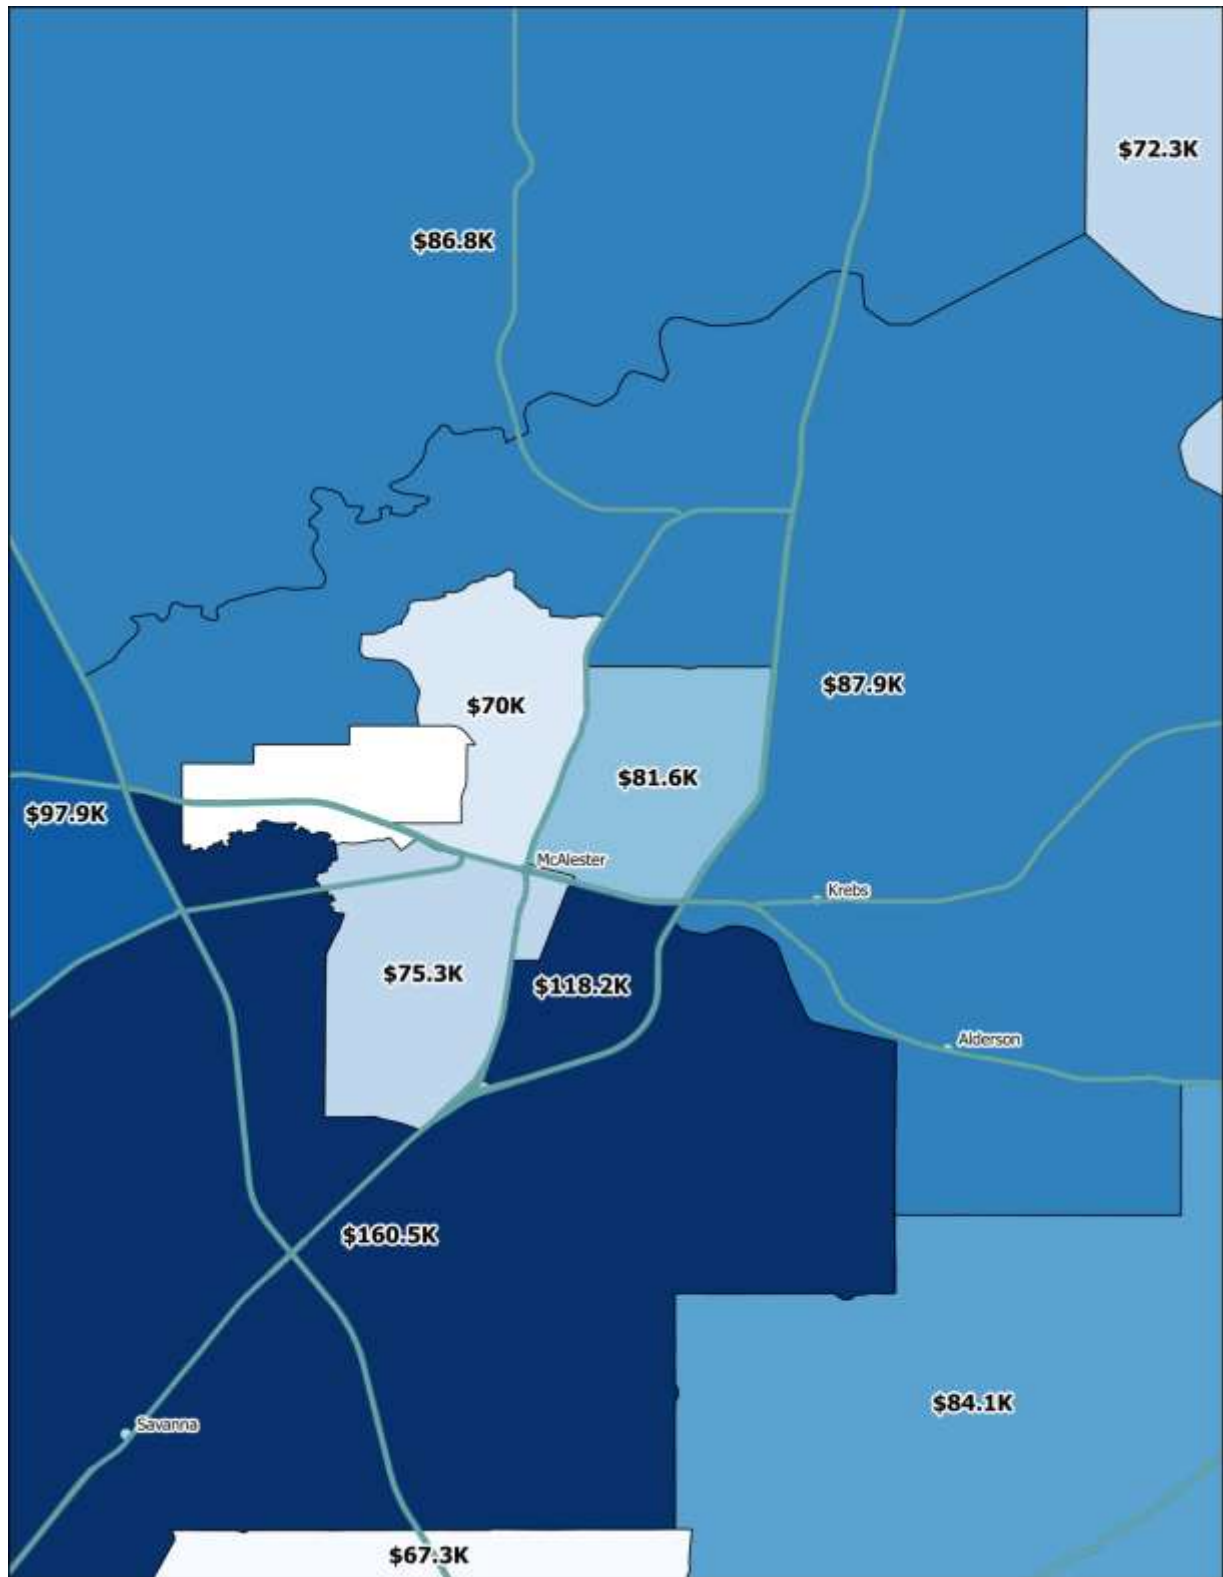 $72.3K
$86.8K
$87.9K
$70K
$81.6K
$97.9K
McAlester
Krebs
$75.3K
$118.2K
Alderson
$160.5K
$84.1K
Savanna
$67.3K